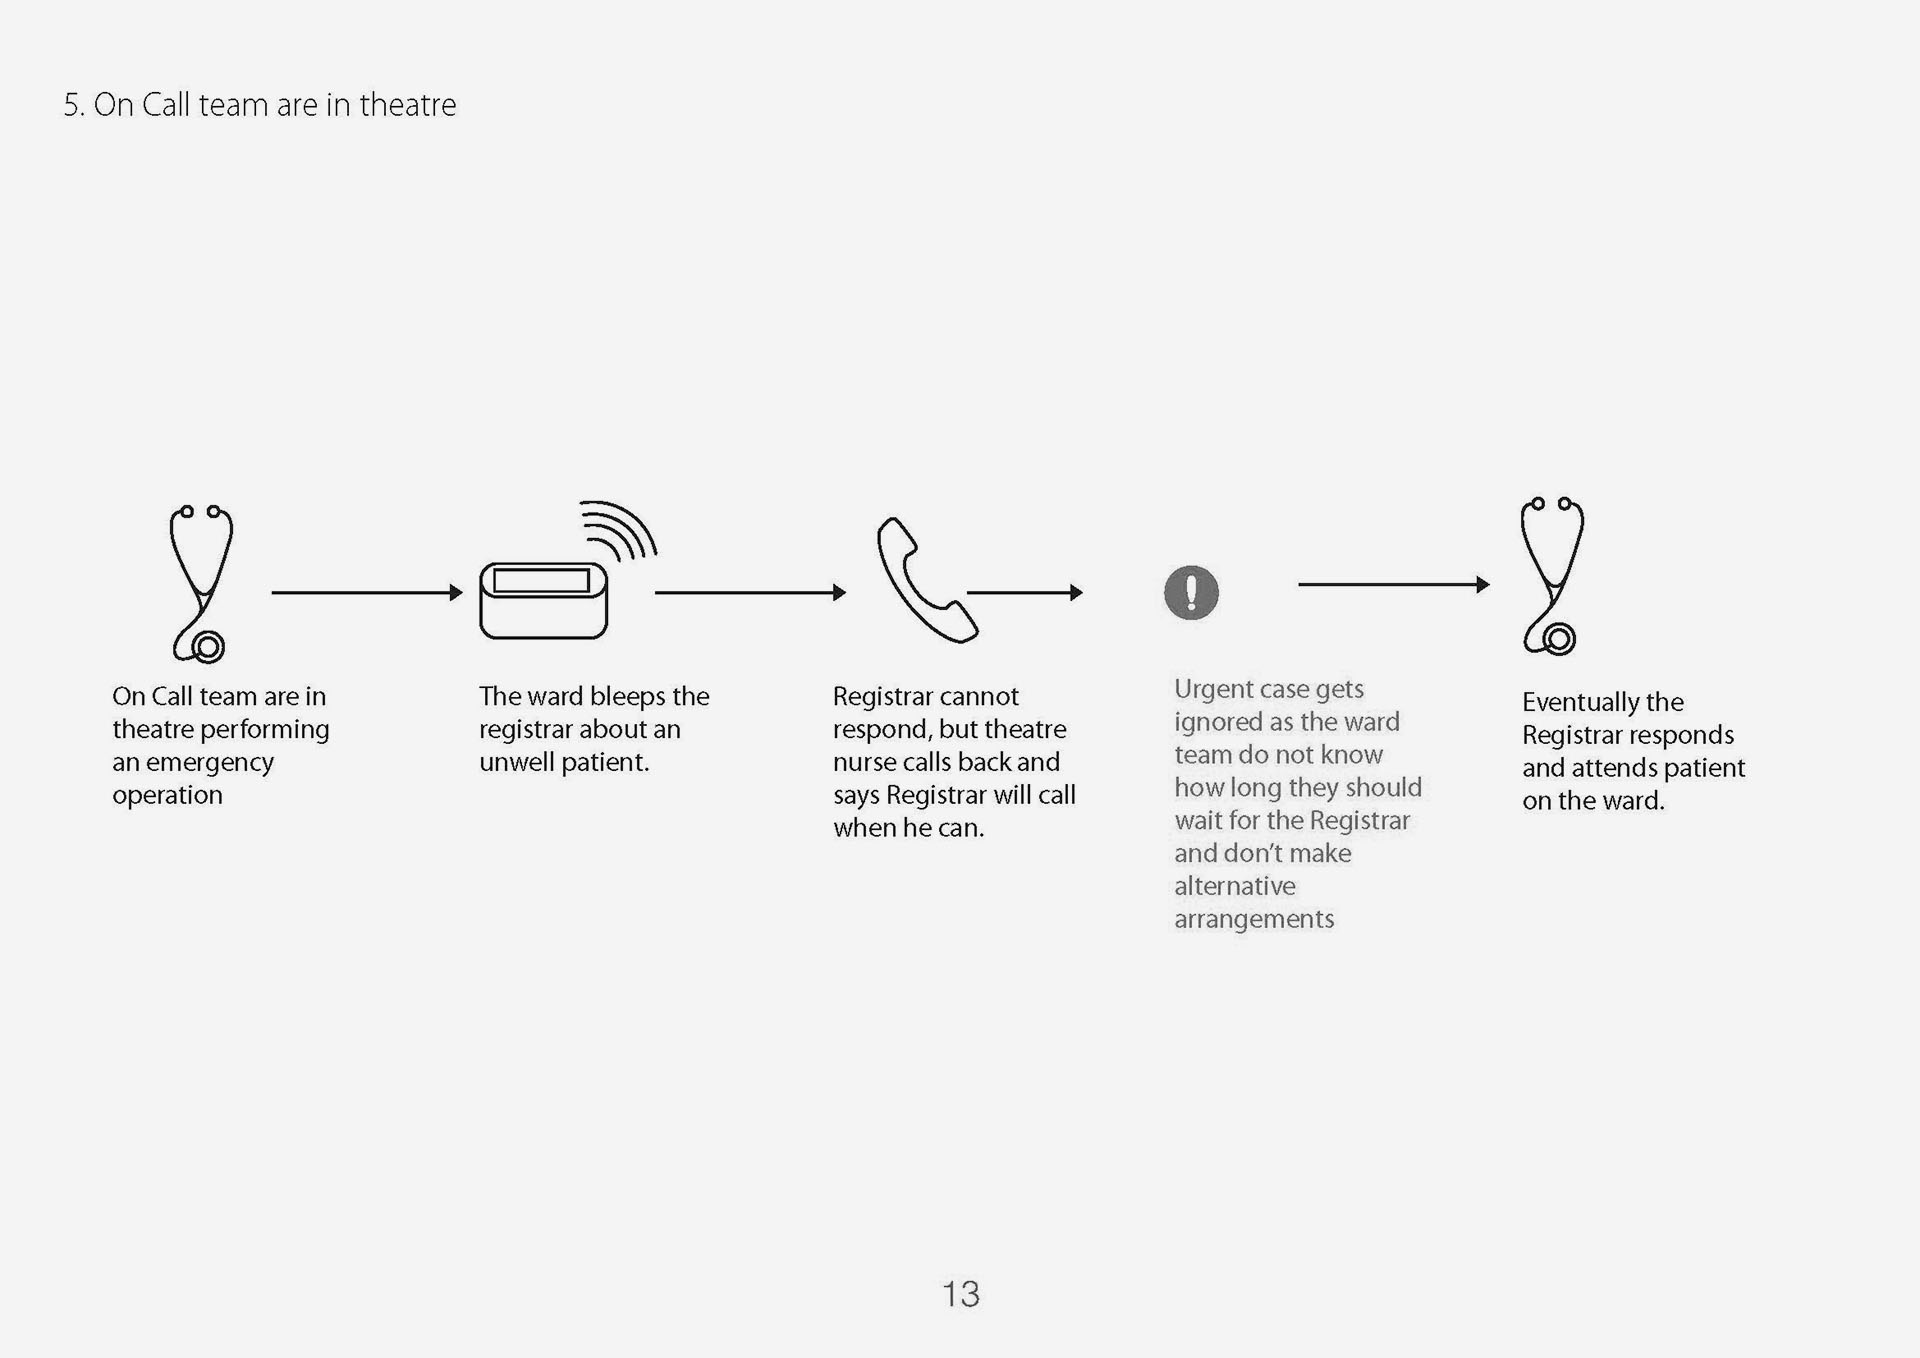 5. On Call team are in theatre
On Call team are in
theatre performing
an emergency
operation
The ward bleeps the
registrar about an
unwell patient.
Registrar cannot
respond, but theatre
nurse calls back and
says Registrar will call
when he can.
Urgent case gets
ignored as the ward
team do not know
how long they should
wait for the Registrar
and don’t make
alternative
arrangements
Eventually the
Registrar responds
and attends patient
on the ward.
13